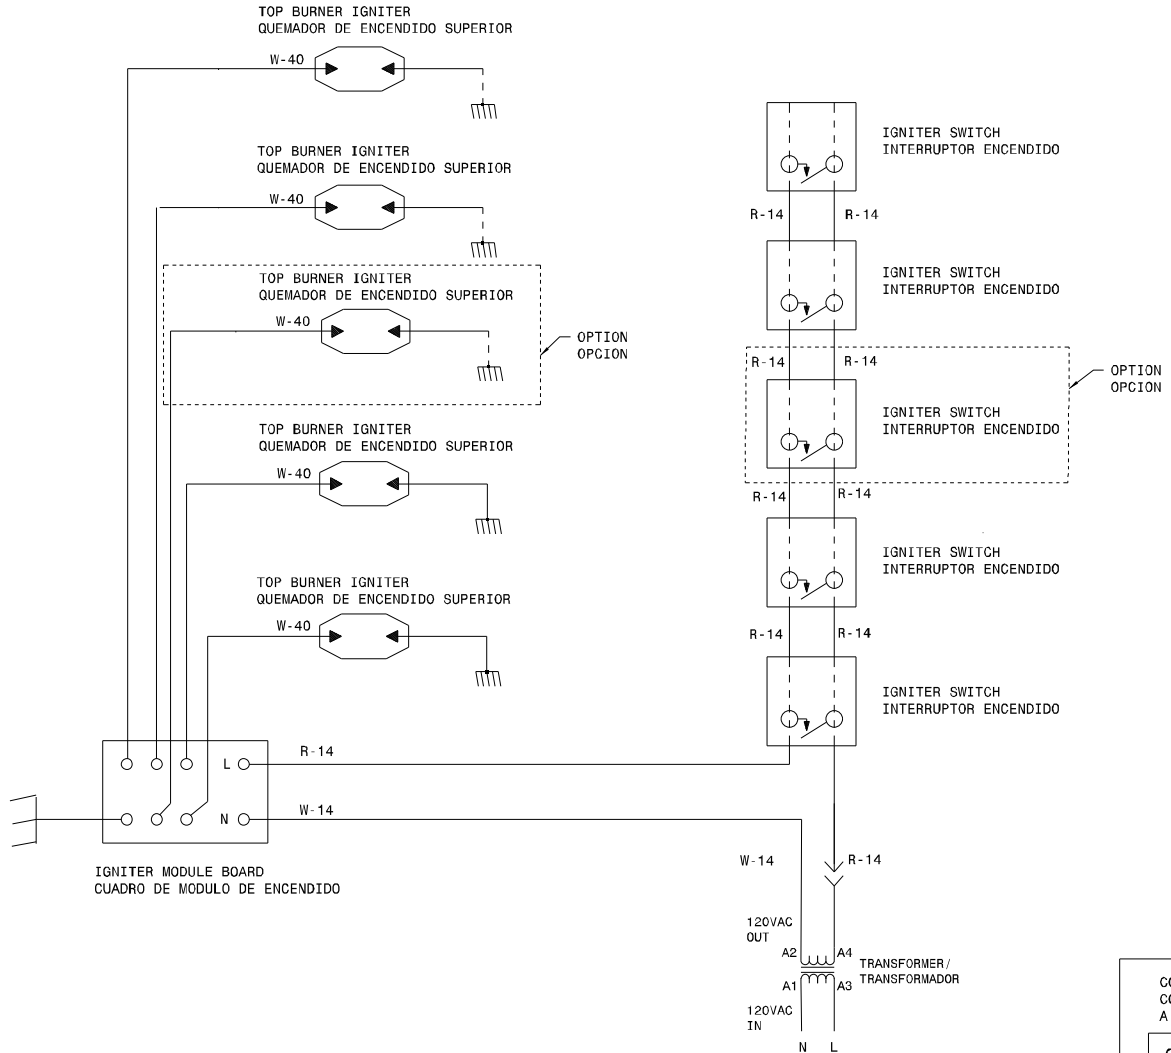 TOP BURNER IGNITER
QUEMADOR DE ENCENDIDO SUPERIOR
W-40
TOP BURNER IGNITER
QUEMADOR DE ENCENDIDO SUPERIOR
W-40
TOP BURNER IGNITER
QUEMADOR DE ENCENDIDO SUPERIOR
W-40
OPTION
OPCION
TOP BURNER IGNITER
QUEMADOR DE ENCENDIDO SUPERIOR
W-40
TOP BURNER IGNITER
QUEMADOR DE ENCENDIDO SUPERIOR
W-40
IGNITER SWITCH
INTERRUPTOR ENCENDIDO
R-14 R-14
IGNITER SWITCH
INTERRUPTOR ENCENDIDO
R-14 R-14
OPTION
OPCION
IGNITER SWITCH
INTERRUPTOR ENCENDIDO
R-14 R-14
IGNITER SWITCH
INTERRUPTOR ENCENDIDO
R-14 R-14
IGNITER SWITCH
INTERRUPTOR ENCENDIDO
L R-14
N W-14
IGNITER MODULE BOARD
CUADRO DE MODULO DE ENCENDIDO
W-14 R-14
120VAC
OUT
A2 A4
TRANSFORMER/
TRANSFORMADOR
A1 A3
120VAC
IN
N L
CO
CO
A